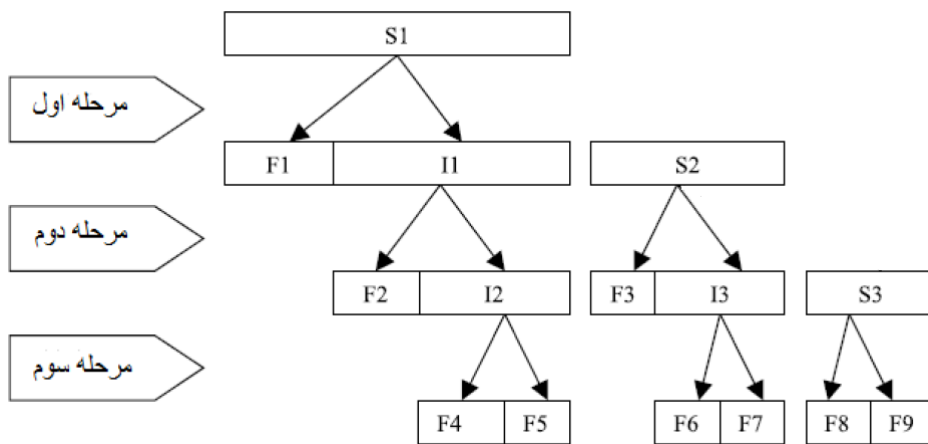 S1
مرحله اول
F1 I1 S2
مرحله دوم
F2 I2 F3 I3 S3
مرحله سوم
F4 F5 F6 F7 F8 F9